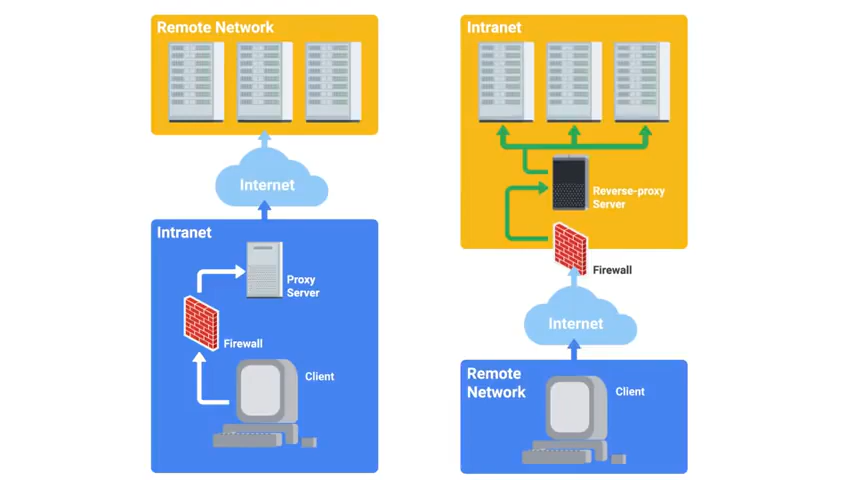 Remote Network
Internet
Intranet
Proxy
Server
Firewall
Client
Intranet
Reverse-proxy
Server
Firewall
Internet
Remote
Network
Client